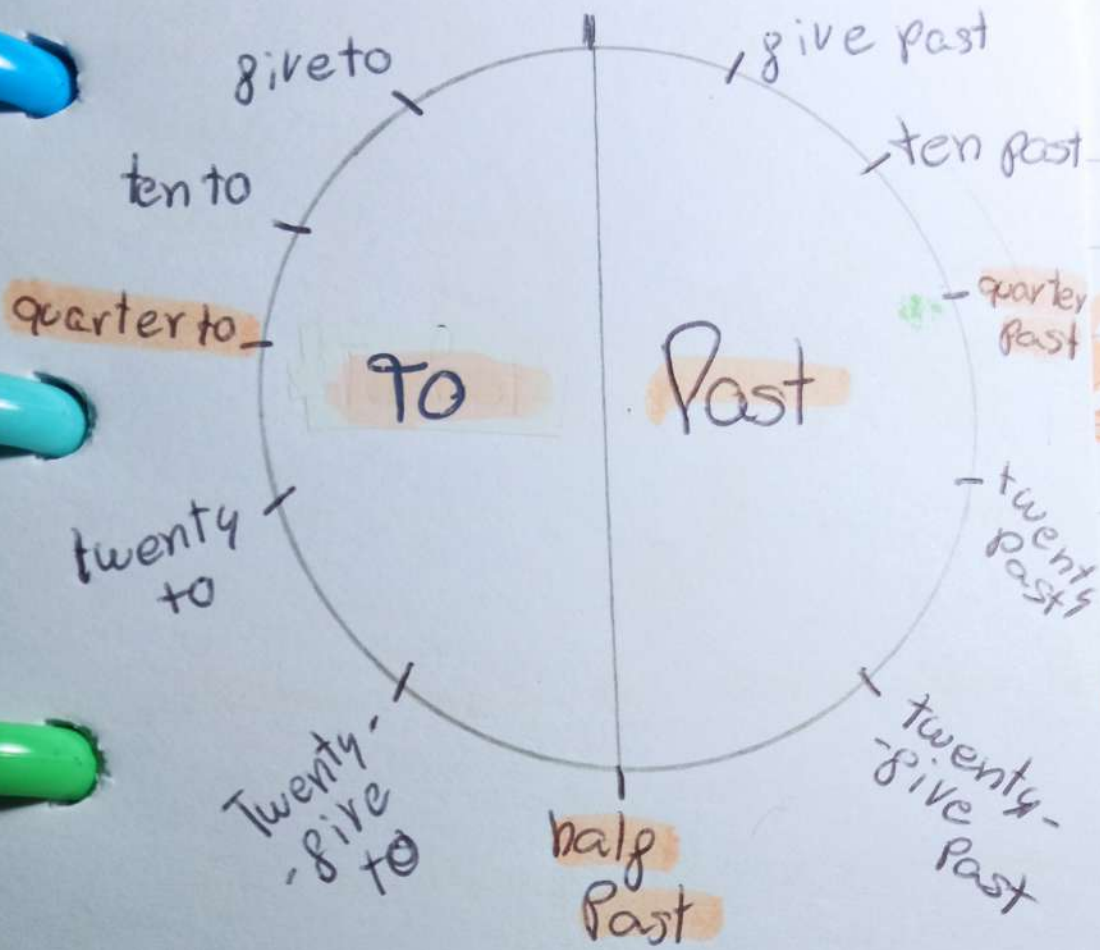 five past
ten past
quarter
past
twenty
past
twenty-
-five
past
half
Past
Twenty-
-five
to
twenty
to
quarter to
ten to
five to
To
Past